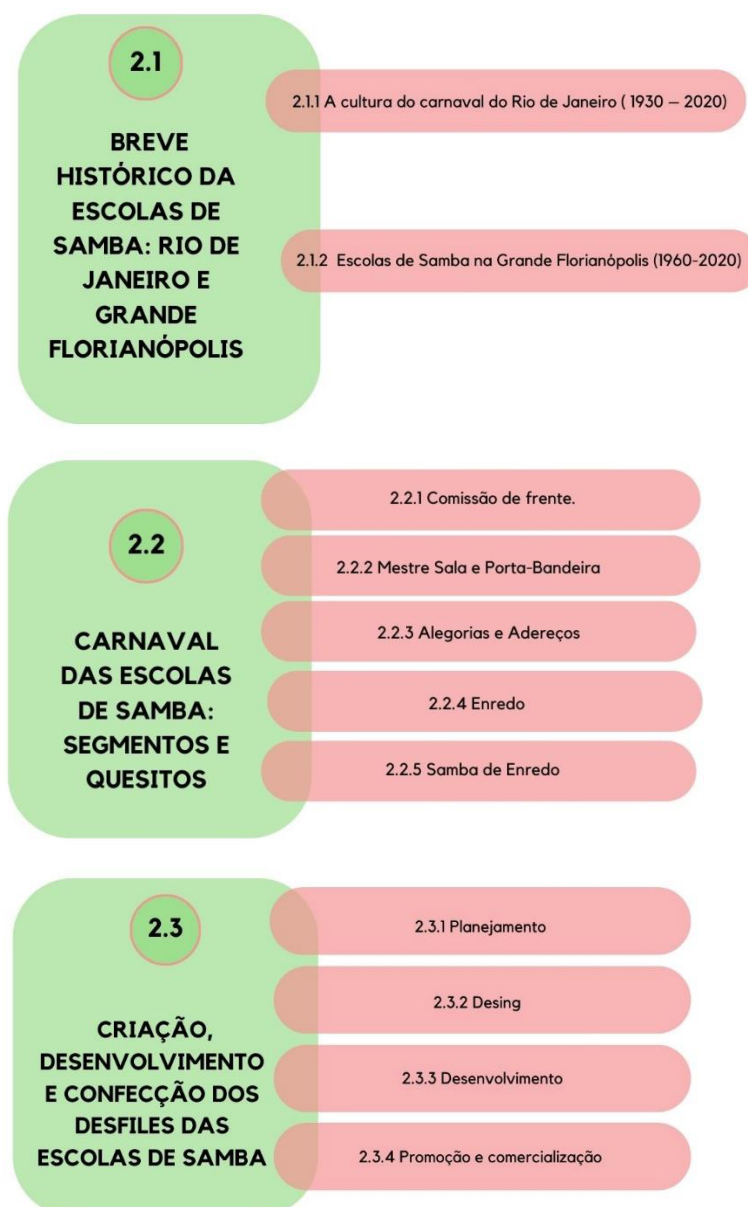 2.1
BREVE
HISTÓRICO DA
ESCOLAS DE
SAMBA: RIO DE
JANEIRO E
GRANDE
FLORIANÓPOLIS
2.1.1 A cultura do carnaval do Rio de Janeiro ( 1930 – 2020)
2.1.2 Escolas de Samba na Grande Florianópolis (1960-2020)
2.2
CARNAVAL
DAS ESCOLAS
DE SAMBA:
SEGMENTOS E
QUESITOS
2.2.1 Comissão de frente.
2.2.2 Mestre Sala e Porta-Bandeira
2.2.3 Alegorias e Adereços
2.2.4 Enredo
2.2.5 Samba de Enredo
2.3
CRIAÇÃO,
DESENVOLVIMENTO
E CONFECÇÃO DOS
DESFILES DAS
ESCOLAS DE SAMBA
2.3.1 Planejamento
2.3.2 Desing
2.3.3 Desenvolvimento
2.3.4 Promoção e comercialização